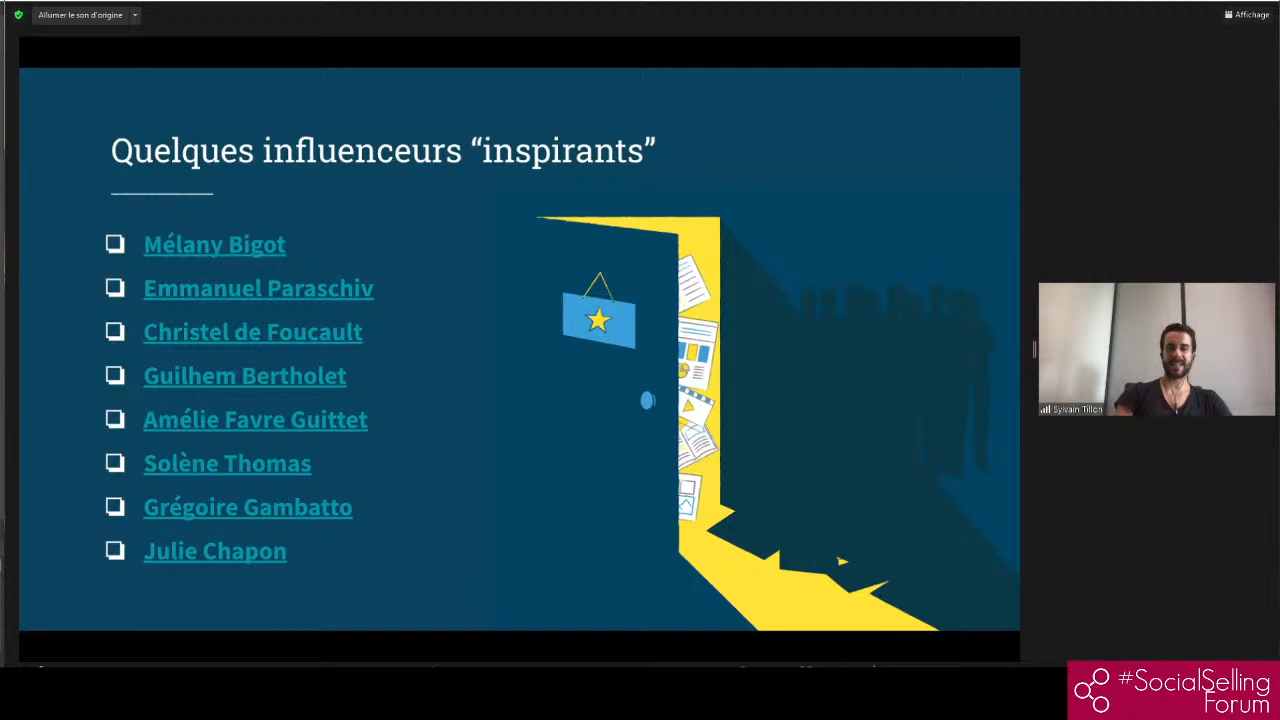 Allumer le son d'origine
Affichage
Quelques influenceurs “inspirants”
Mélany Bigot
Emmanuel Paraschiv
Christel de Foucault
Guilhem Bertholet
Amélie Favre Guittet
Solène Thomas
Grégoire Gambatto
Julie Chapon
Sylvain Tillon
#SocialSelling
Forum